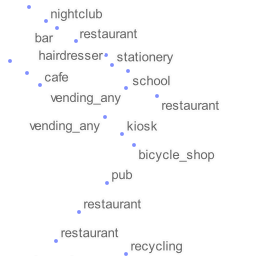 nightclub
restaurant
bar
hairdresser
stationery
cafe
school
vending_any
restaurant
vending_any
kiosk
bicycle_shop
pub
restaurant
restaurant
recycling